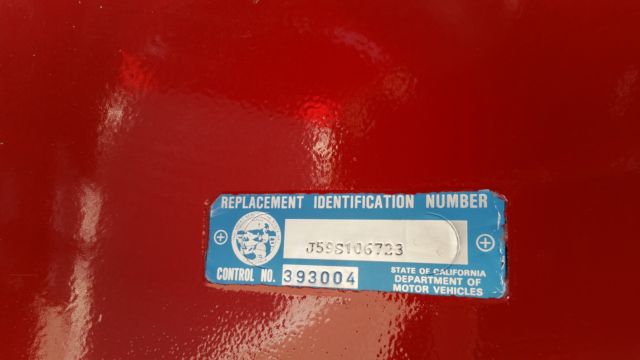 REPLACEMENT IDENTIFICATION NUMBER
J59S106723
CONTROL NO. 393004
STATE OF CALIFORNIA
DEPARTMENT OF
MOTOR VEHICLES